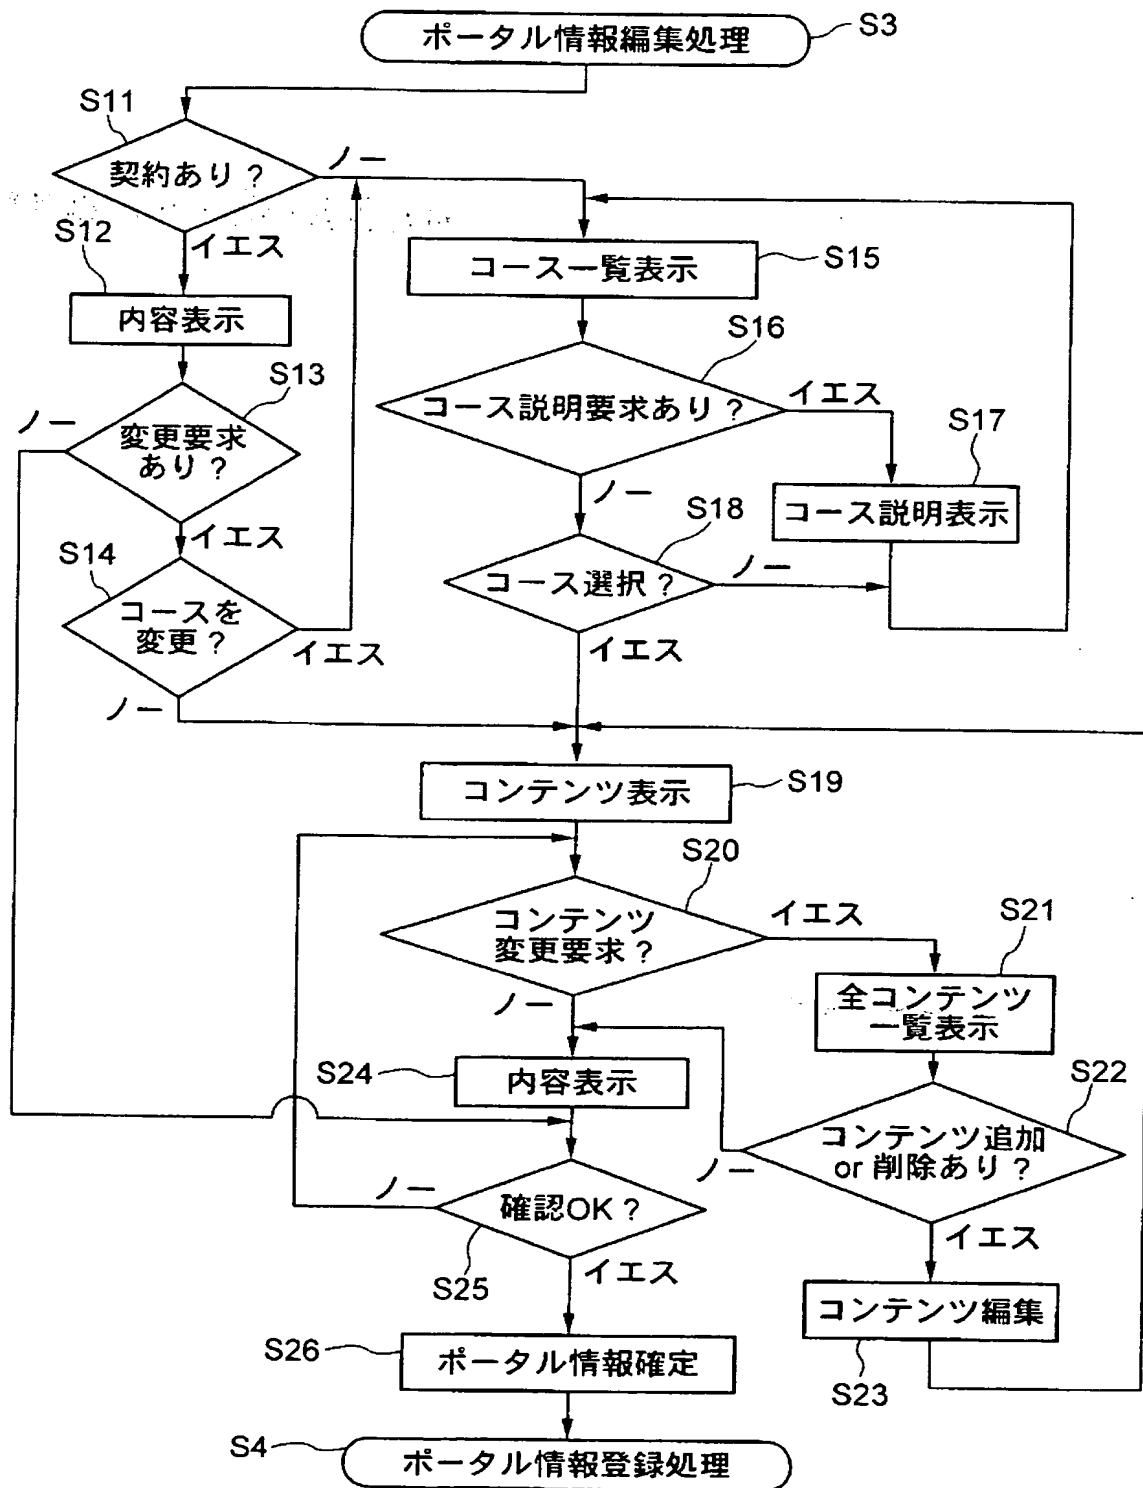 ポータル情報編集処理
S3
S11
契約あり?
ノー
イエス
S12
内容表示
S13
変更要求
あり?
ノー
イエス
S14
コースを
変更?
イエス
ノー
コース一覧表示
S15
S16
コース説明要求あり?
イエス
S17
コース説明表示
ノー
S18
コース選択?
ノー
イエス
コンテンツ表示
S19
S20
コンテンツ
変更要求?
イエス
S21
全コンテンツ
一覧表示
ノー
S24
内容表示
S22
コンテンツ追加
or 削除あり?
ノー
イエス
確認OK?
ノー
S25
イエス
コンテンツ編集
S23
S26
ポータル情報確定
S4
ポータル情報登録処理